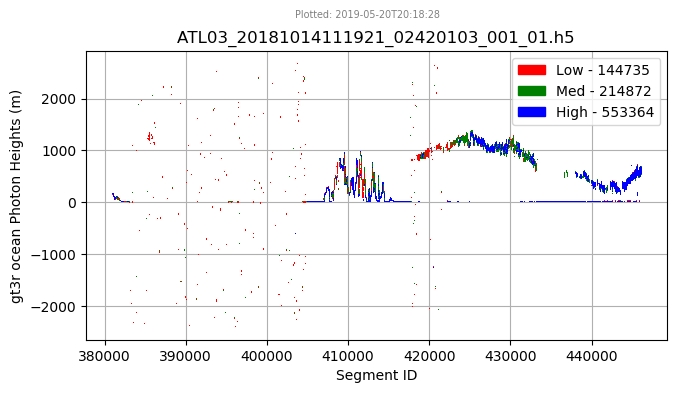 Plotted: 2019-05-20T20:18:28
ATL03_20181014111921_02420103_001_01.h5
Low - 144735
Med - 214872
High - 553364
gt3r ocean Photon Heights (m)
2000
1000
0
−1000
−2000
380000 390000 400000 410000 420000 430000 440000
Segment ID